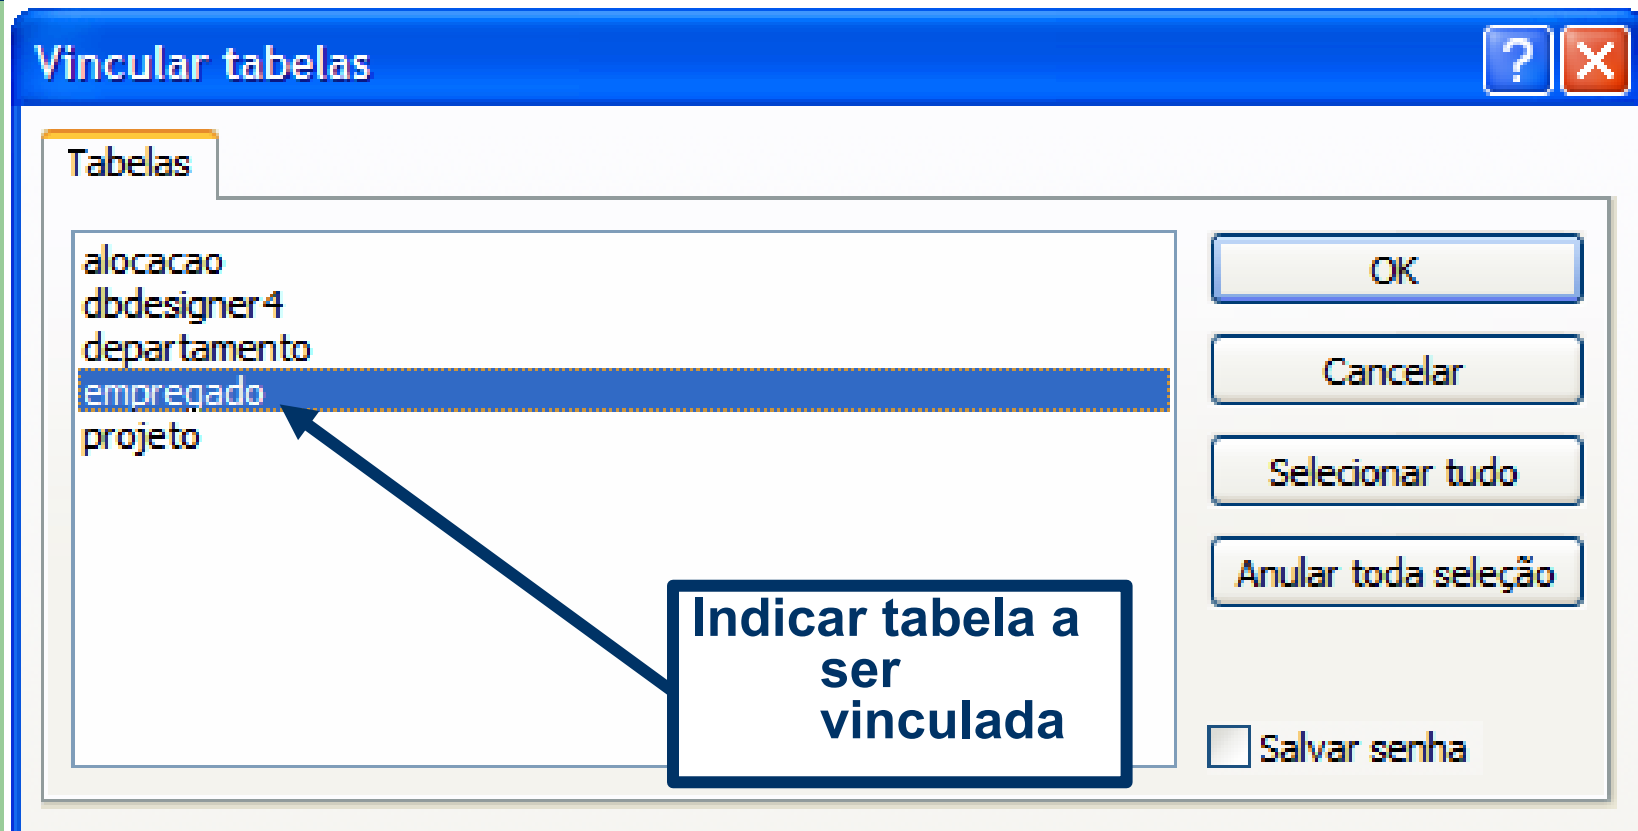 Vincular tabelas
?
Tabelas
alocacao
dbdesigner4
departamento
empregado
projeto
OK
Cancelar
Selecionar tudo
Anular toda seleção
Salvar senha
Indicar tabela a
ser
vinculada